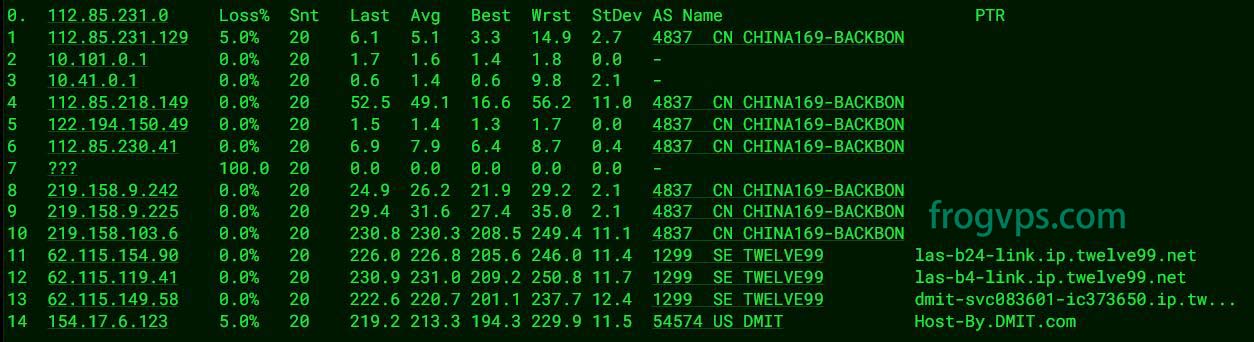 0. 112.85.231.0 Loss% Snt Last Avg Best Wrst StDev AS Name PTR
1 112.85.231.129 5.0% 20 6.1 5.1 3.3 14.9 2.7 4837 CN CHINA169-BACKBON
2 10.101.0.1 0.0% 20 1.7 1.6 1.4 1.8 0.0 -
3 10.41.0.1 0.0% 20 0.6 1.4 0.6 9.8 2.1 -
4 112.85.218.149 0.0% 20 52.5 49.1 16.6 56.2 11.0 4837 CN CHINA169-BACKBON
5 122.194.150.49 0.0% 20 1.5 1.4 1.3 1.7 0.0 4837 CN CHINA169-BACKBON
6 112.85.230.41 0.0% 20 6.9 7.9 6.4 8.7 0.4 4837 CN CHINA169-BACKBON
7 ??? 100.0 20 0.0 0.0 0.0 0.0 0.0 -
8 219.158.9.242 0.0% 20 24.9 26.2 21.9 29.2 2.1 4837 CN CHINA169-BACKBON
9 219.158.9.225 0.0% 20 29.4 31.6 27.4 35.0 2.1 4837 CN CHINA169-BACKBON
frogvps.com
10 219.158.103.6 0.0% 20 230.8 230.3 208.5 249.4 11.1 4837 CN CHINA169-BACKBON
11 62.115.154.90 0.0% 20 226.0 226.8 205.6 246.0 11.4 1299 SE TWELVE99 las-b24-link.ip.twelve99.net
12 62.115.119.41 0.0% 20 230.9 231.0 209.2 250.8 11.7 1299 SE TWELVE99 las-b4-link.ip.twelve99.net
13 62.115.149.58 0.0% 20 222.6 220.7 201.1 237.7 12.4 1299 SE TWELVE99 dmit-svc083601-ic373650.ip.tw...
14 154.17.6.123 5.0% 20 219.2 213.3 194.3 229.9 11.5 54574 US DMIT Host-By.DMIT.com